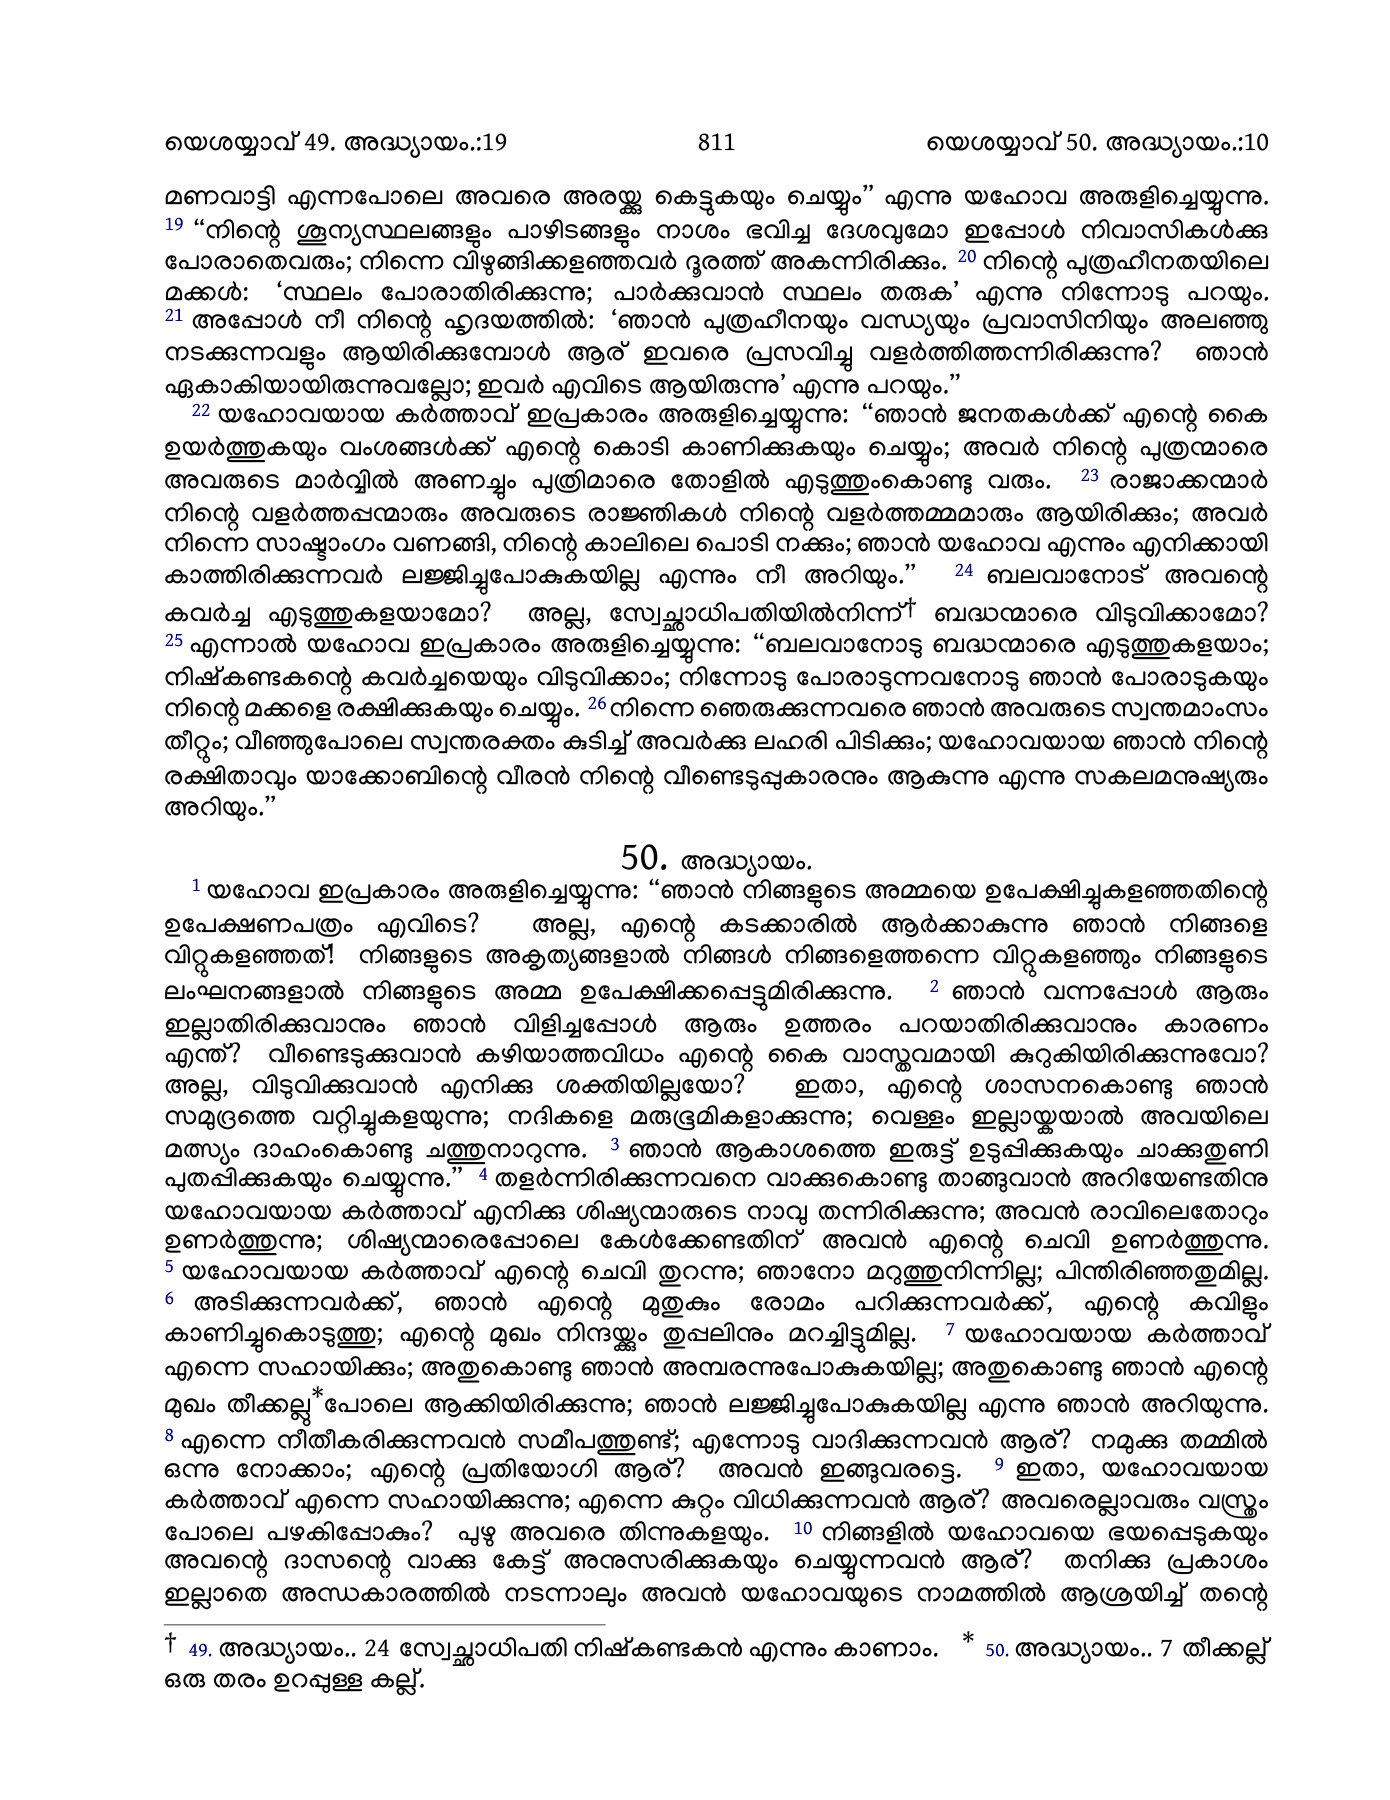 യെശയ്യാവ് 49. അദ്ധ്യായം.:19 811 യെശയ്യാവ് 50. അദ്ധ്യായം.:10
മണവാട്ടി എന്നപോലെ അവരെ അരയ്ക്കു കെട്ടുകയും ചെയ്യും” എന്നു യഹോവ അരുളിച്ചെയ്യുന്നു.
19 “നിന്റെ ശൂന്യസ്ഥലങ്ങളും പാഴിടങ്ങളും നാശം ഭവിച്ച ദേശവുമോ ഇപ്പോൾ നിവാസികൾക്കു
പോരാതെവരും; നിന്നെ വിഴുങ്ങിക്കളഞ്ഞവർ ദൂരത്ത് അകന്നിരിക്കും. 20 നിന്റെ പുത്രഹീനതയിലെ
മക്കൾ: ‘സ്ഥലം പോരാതിരിക്കുന്നു; പാർക്കുവാൻ സ്ഥലം തരുക’ എന്നു നിന്നോടു പറയും.
21 അപ്പോൾ നീ നിന്റെ ഹൃദയത്തിൽ: ‘ഞാൻ പുത്രഹീനയും വന്ധ്യയും പ്രവാസിനിയും അലഞ്ഞു
നടക്കുന്നവളും ആയിരിക്കുമ്പോൾ ആര് ഇവരെ പ്രസവിച്ചു വളർത്തിത്തന്നിരിക്കുന്നു? ഞാൻ
ഏകാകിയായിരുന്നുവല്ലോ; ഇവർ എവിടെ ആയിരുന്നു’ എന്നു പറയും.”
22 യഹോവയായ കർത്താവ് ഇപ്രകാരം അരുളിച്ചെയ്യുന്നു: “ഞാൻ ജനതകൾക്ക് എന്റെ കൈ
ഉയർത്തുകയും വംശങ്ങൾക്ക് എന്റെ കൊടി കാണിക്കുകയും ചെയ്യും; അവർ നിന്റെ പുത്രന്മാരെ
അവരുടെ മാർവ്വിൽ അണച്ചും പുത്രിമാരെ തോളിൽ എടുത്തുംകൊണ്ടു വരും. 23 രാജാക്കന്മാർ
നിന്റെ വളർത്തപ്പന്മാരും അവരുടെ രാജ്ഞികൾ നിന്റെ വളർത്തമ്മമാരും ആയിരിക്കും; അവർ
നിന്നെ സാഷ്ടാംഗം വണങ്ങി, നിന്റെ കാലിലെ പൊടി നക്കും; ഞാൻ യഹോവ എന്നും എനിക്കായി
കാത്തിരിക്കുന്നവർ ലജ്ജിച്ചുപോകുകയില്ല എന്നും നീ അറിയും.” 24 ബലവാനോട് അവന്റെ
കവർച്ച എടുത്തുകളയാമോ? അല്ല, സ്വേച്ഛാധിപതിയിൽനിന്ന്† ബദ്ധന്മാരെ വിടുവിക്കാമോ?
25 എന്നാൽ യഹോവ ഇപ്രകാരം അരുളിച്ചെയ്യുന്നു: “ബലവാനോടു ബദ്ധന്മാരെ എടുത്തുകളയാം;
നിഷ്കണ്ടകന്റെ കവർച്ചയെയും വിടുവിക്കാം; നിന്നോടു പോരാടുന്നവനോടു ഞാൻ പോരാടുകയും
നിന്റെ മക്കളെ രക്ഷിക്കുകയും ചെയ്യും. 26 നിന്നെ ഞെരുക്കുന്നവരെ ഞാൻ അവരുടെ സ്വന്തമാംസം
തീറ്റും; വീഞ്ഞുപോലെ സ്വന്തരക്തം കുടിച്ച് അവർക്കു ലഹരി പിടിക്കും; യഹോവയായ ഞാൻ നിന്റെ
രക്ഷിതാവും യാക്കോബിന്റെ വീരൻ നിന്റെ വീണ്ടെടുപ്പുകാരനും ആകുന്നു എന്നു സകലമനുഷ്യരും
അറിയും.”
50. അദ്ധ്യായം.
1 യഹോവ ഇപ്രകാരം അരുളിച്ചെയ്യുന്നു: “ഞാൻ നിങ്ങളുടെ അമ്മയെ ഉപേക്ഷിച്ചുകളഞ്ഞതിന്റെ
ഉപേക്ഷണപത്രം എവിടെ? അല്ല, എന്റെ കടക്കാരിൽ ആർക്കാകുന്നു ഞാൻ നിങ്ങളെ
വിറ്റുകളഞ്ഞത്! നിങ്ങളുടെ അകൃത്യങ്ങളാൽ നിങ്ങൾ നിങ്ങളെത്തന്നെ വിറ്റുകളഞ്ഞും നിങ്ങളുടെ
ലംഘനങ്ങളാൽ നിങ്ങളുടെ അമ്മ ഉപേക്ഷിക്കപ്പെട്ടുമിരിക്കുന്നു. 2 ഞാൻ വന്നപ്പോൾ ആരും
ഇല്ലാതിരിക്കുവാനും ഞാൻ വിളിച്ചപ്പോൾ ആരും ഉത്തരം പറയാതിരിക്കുവാനും കാരണം
എന്ത്? വീണ്ടെടുക്കുവാൻ കഴിയാത്തവിധം എന്റെ കൈ വാസ്തവമായി കുറുകിയിരിക്കുന്നുവോ?
അല്ല, വിടുവിക്കുവാൻ എനിക്കു ശക്തിയില്ലയോ? ഇതാ, എന്റെ ശാസനകൊണ്ടു ഞാൻ
സമുദ്രത്തെ വറ്റിച്ചുകളയുന്നു; നദികളെ മരുഭൂമികളാക്കുന്നു; വെള്ളം ഇല്ലായ്കയാൽ അവയിലെ
മത്സ്യം ദാഹംകൊണ്ടു ചത്തുനാറുന്നു. 3 ഞാൻ ആകാശത്തെ ഇരുട്ട് ഉടുപ്പിക്കുകയും ചാക്കുതുണി
പുതപ്പിക്കുകയും ചെയ്യുന്നു.” 4 തളർന്നിരിക്കുന്നവനെ വാക്കുകൊണ്ടു താങ്ങുവാൻ അറിയേണ്ടതിനു
യഹോവയായ കർത്താവ് എനിക്കു ശിഷ്യന്മാരുടെ നാവു തന്നിരിക്കുന്നു; അവൻ രാവിലെതോറും
ഉണർത്തുന്നു; ശിഷ്യന്മാരെപ്പോലെ കേൾക്കേണ്ടതിന് അവൻ എന്റെ ചെവി ഉണർത്തുന്നു.
5 യഹോവയായ കർത്താവ് എന്റെ ചെവി തുറന്നു; ഞാനോ മറുത്തുനിന്നില്ല; പിന്തിരിഞ്ഞതുമില്ല.
6 അടിക്കുന്നവർക്ക്, ഞാൻ എന്റെ മുതുകും രോമം പറിക്കുന്നവർക്ക്, എന്റെ കവിളും
കാണിച്ചുകൊടുത്തു; എന്റെ മുഖം നിന്ദയ്ക്കും തുപ്പലിനും മറച്ചിട്ടുമില്ല. 7 യഹോവയായ കർത്താവ്
എന്നെ സഹായിക്കും; അതുകൊണ്ടു ഞാൻ അമ്പരന്നുപോകുകയില്ല; അതുകൊണ്ടു ഞാൻ എന്റെ
മുഖം തീക്കല്ലു*പോലെ ആക്കിയിരിക്കുന്നു; ഞാൻ ലജ്ജിച്ചുപോകുകയില്ല എന്നു ഞാൻ അറിയുന്നു.
8 എന്നെ നീതീകരിക്കുന്നവൻ സമീപത്തുണ്ട്; എന്നോടു വാദിക്കുന്നവൻ ആര്? നമുക്കു തമ്മിൽ
ഒന്നു നോക്കാം; എന്റെ പ്രതിയോഗി ആര്? അവൻ ഇങ്ങുവരട്ടെ. 9 ഇതാ, യഹോവയായ
കർത്താവ് എന്നെ സഹായിക്കുന്നു; എന്നെ കുറ്റം വിധിക്കുന്നവൻ ആര്? അവരെല്ലാവരും വസ്ത്രം
പോലെ പഴകിപ്പോകും? പുഴു അവരെ തിന്നുകളയും. 10 നിങ്ങളിൽ യഹോവയെ ഭയപ്പെടുകയും
അവന്റെ ദാസന്റെ വാക്കു കേട്ട് അനുസരിക്കുകയും ചെയ്യുന്നവൻ ആര്? തനിക്കു പ്രകാശം
ഇല്ലാതെ അന്ധകാരത്തിൽ നടന്നാലും അവൻ യഹോവയുടെ നാമത്തിൽ ആശ്രയിച്ച് തന്റെ
† 49. അദ്ധ്യായം.. 24 സ്വേച്ഛാധിപതി നിഷ്കണ്ടകൻ എന്നും കാണാം. * 50. അദ്ധ്യായം.. 7 തീക്കല്ല്
ഒരു തരം ഉറപ്പുള്ള കല്ല്.